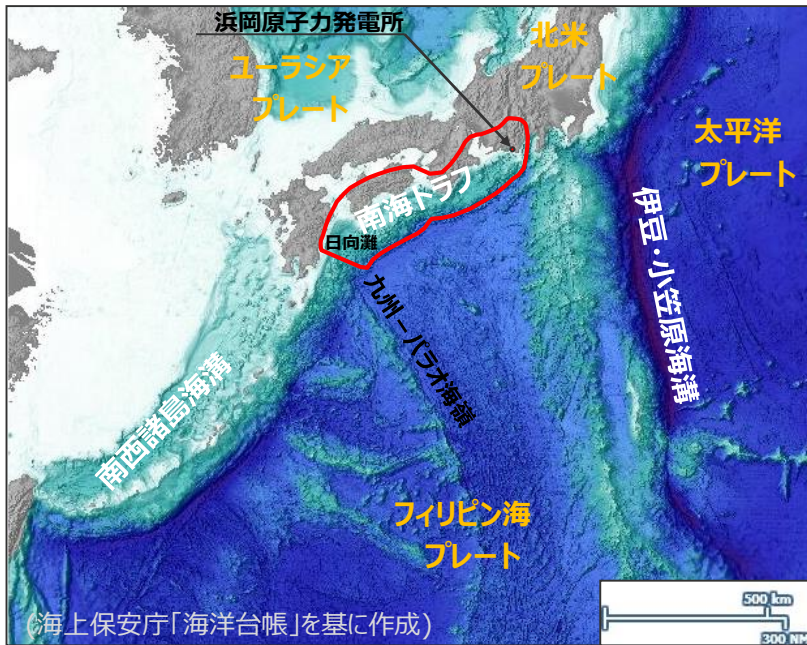 浜岡原子力発電所
北米
プレート
ユーラシア
プレート
太平洋
プレート
南海トラフ
日向灘
伊豆・小笠原海溝
九州－パラオ海嶺
南西諸島海溝
フィリピン海
プレート
(海上保安庁「海洋台帳」を基に作成)
500 km
300 NM